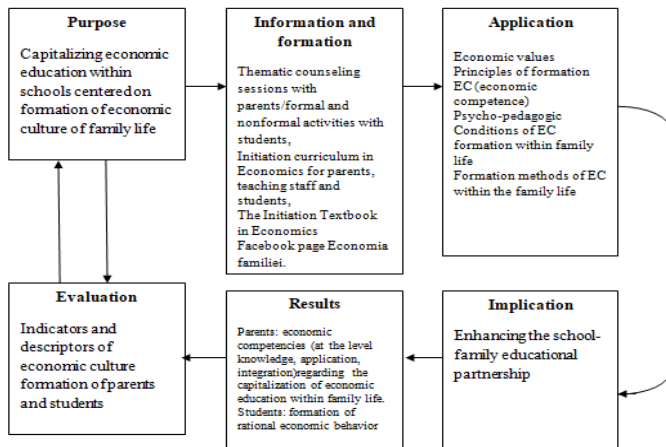 Purpose
Capitalizing economic
education within
schools centered on
formation of economic
culture of family life
Information and
formation
Thematic counseling
sessions with
parents/formal and
nonformal activities with
students,
Initiation curriculum in
Economics for parents,
teaching staff and
students,
The Initiation Textbook
in Economics
Facebook page Economia
familiei.
Application
Economic values
Principles of formation
EC (economic
competence)
Psycho-pedagogic
Conditions of EC
formation within family
life
Formation methods of EC
within the family life
Implication
Enhancing the school-
family educational
partnership
Results
Parents: economic
competencies (at the level
knowledge, application,
integration)regarding the
capitalization of economic
education within family life.
Students: formation of
rational economic behavior
Evaluation
Indicators and
descriptors of
economic culture
formation of parents
and students